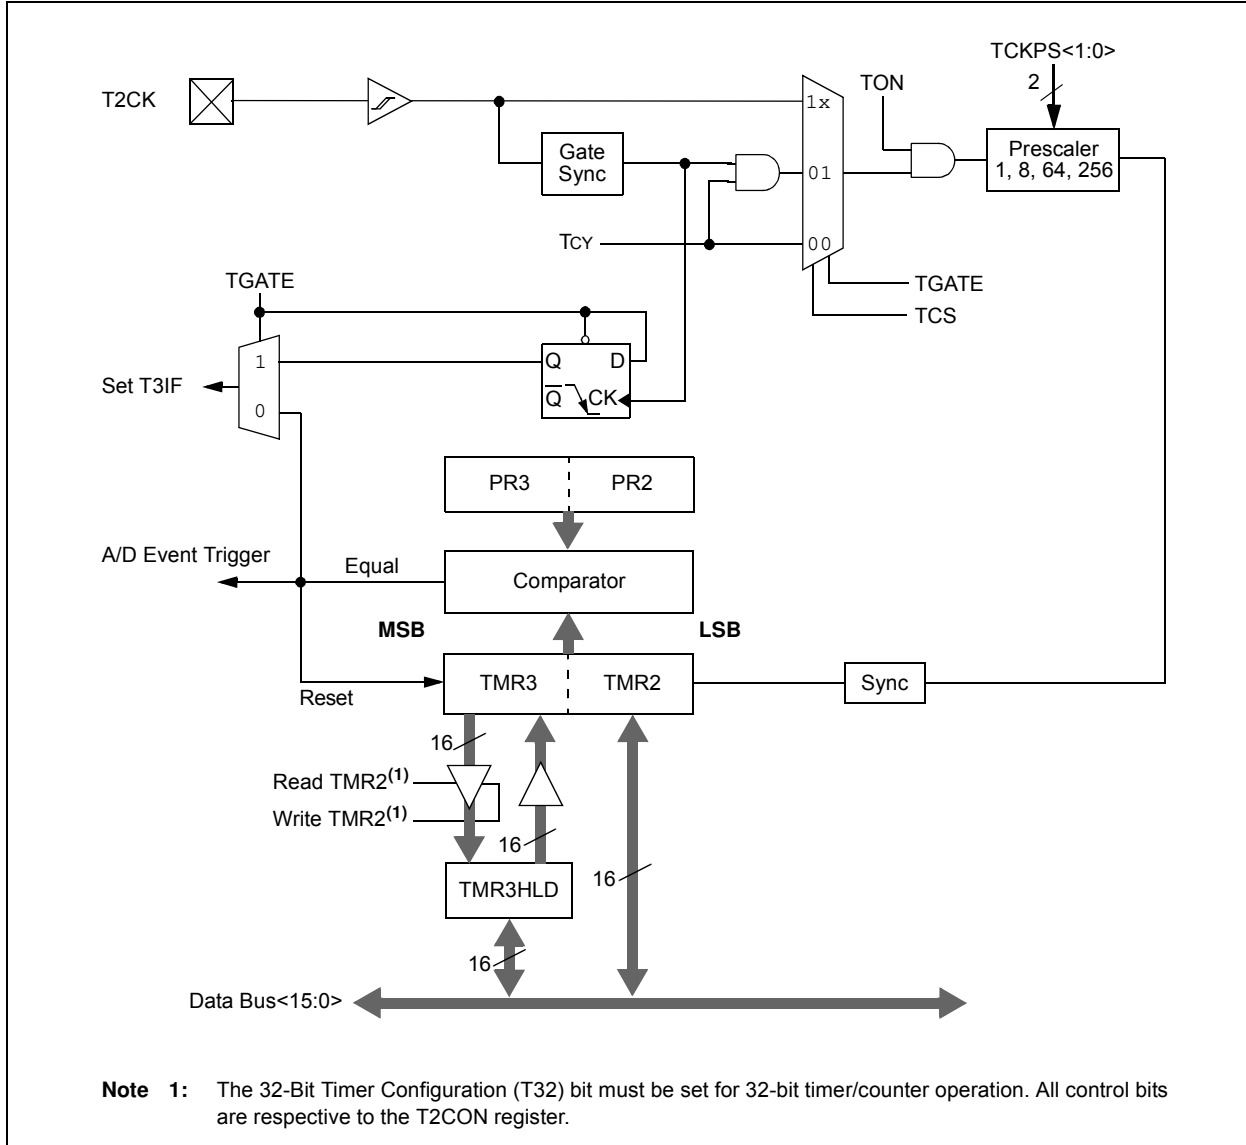 TCKPS<1:0>
2
TON
T2CK
1x
Gate
Sync
Prescaler
1, 8, 64, 256
01
TCY
00
TGATE
TCS
TGATE
1
Q
D
Set T3IF
Q
CK
0
PR3
PR2
A/D Event Trigger
Equal
Comparator
MSB
LSB
TMR3
TMR2
Sync
Reset
16
Read TMR2(1)
Write TMR2(1)
16
16
TMR3HLD
16
Data Bus<15:0>
Note 1: The 32-Bit Timer Configuration (T32) bit must be set for 32-bit timer/counter operation. All control bits
are respective to the T2CON register.